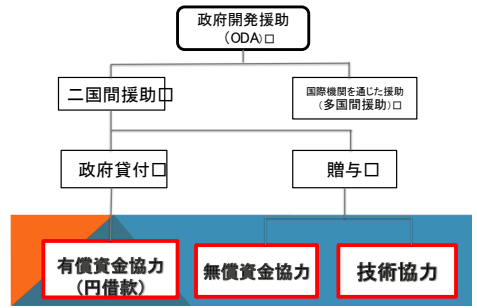 政府開発援助
（ODA）□
二国間援助□
国際機関を通じた援助
（多国間援助）□
政府貸付□
贈与□
有償資金協力
（円借款）
無償資金協力
技術協力